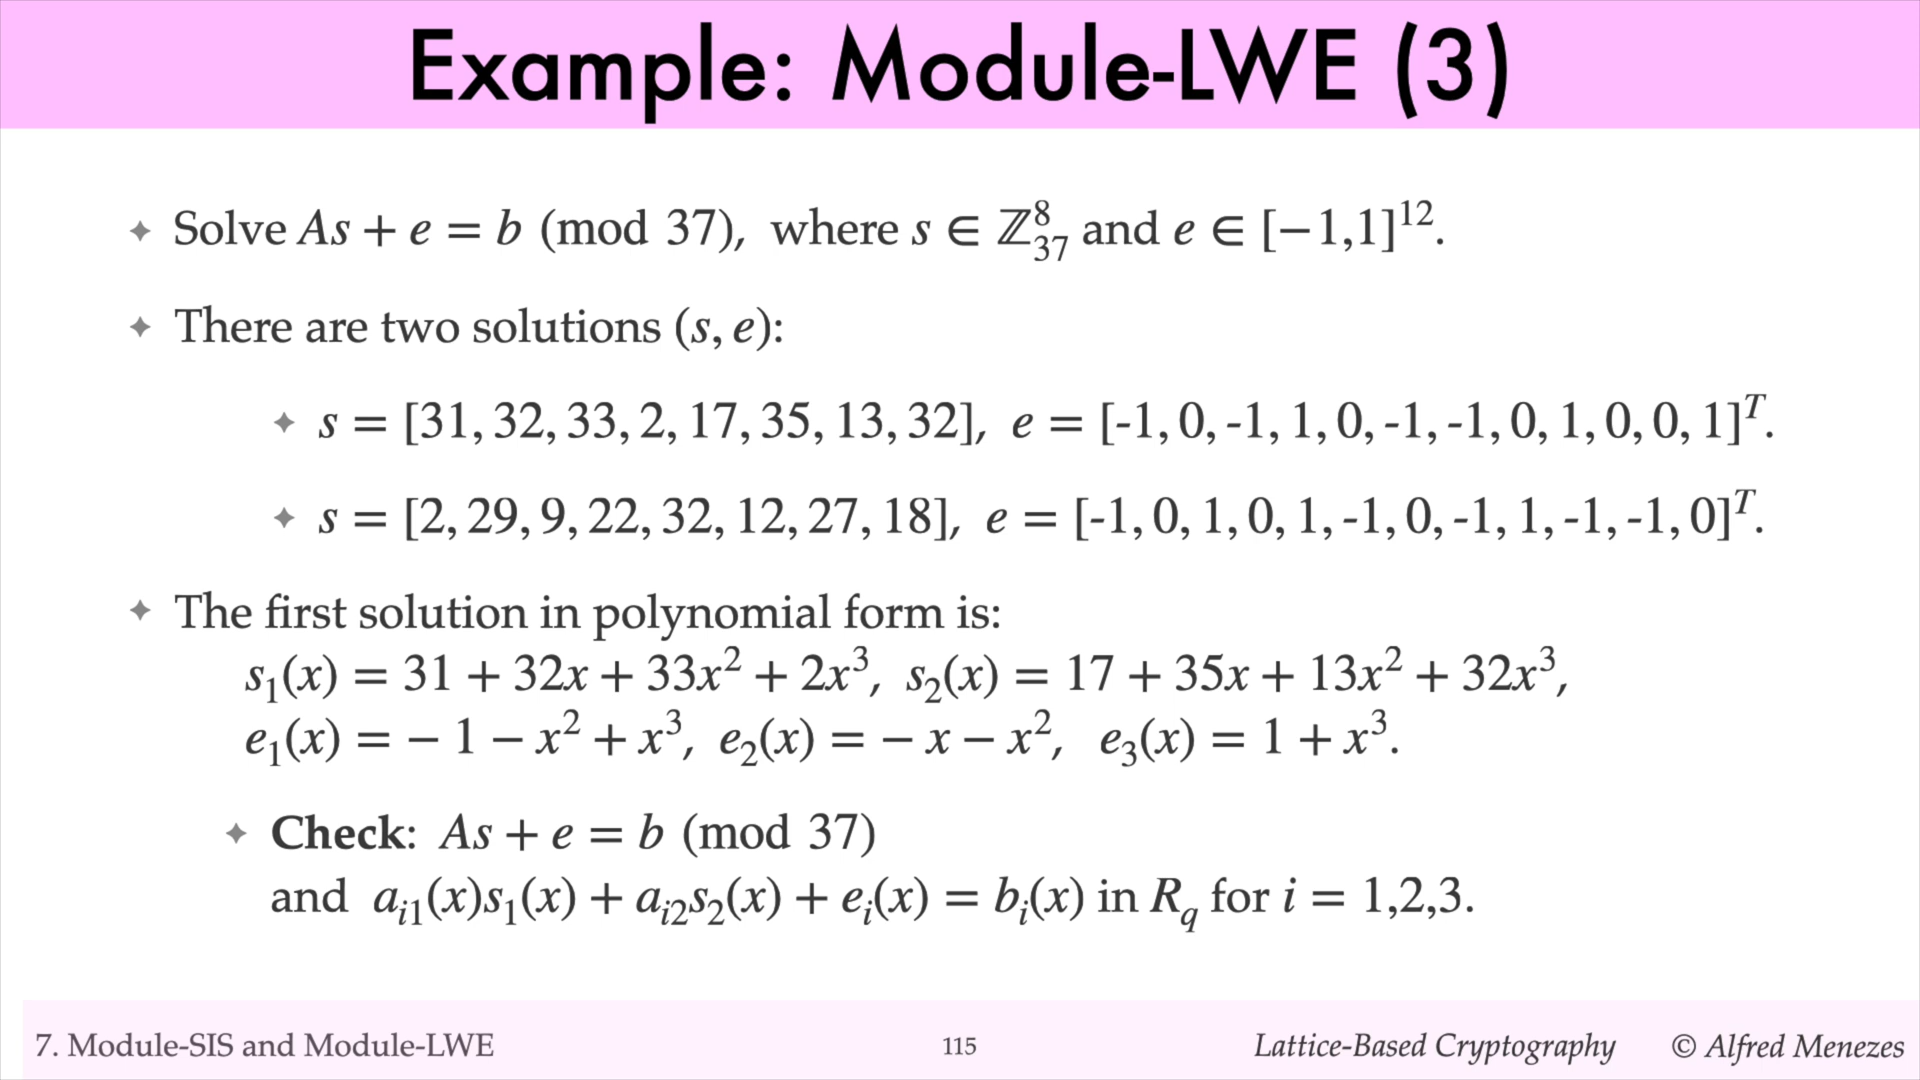 Example: Module-LWE (3)
✦ Solve As + e = b (mod 37), where s ∈ ℤ₃₇⁸ and e ∈ [−1,1]¹².
✦ There are two solutions (s, e):
✦ s = [31, 32, 33, 2, 17, 35, 13, 32], e = [-1, 0, -1, 1, 0, -1, -1, 0, 1, 0, 0, 1]ᵀ.
✦ s = [2, 29, 9, 22, 32, 12, 27, 18], e = [-1, 0, 1, 0, 1, -1, 0, -1, 1, -1, -1, 0]ᵀ.
✦ The first solution in polynomial form is:
s₁(x) = 31 + 32x + 33x² + 2x³, s₂(x) = 17 + 35x + 13x² + 32x³,
e₁(x) = − 1 − x² + x³, e₂(x) = − x − x², e₃(x) = 1 + x³.
✦ Check: As + e = b (mod 37)
and aᵢ₁(x)s₁(x) + aᵢ₂s₂(x) + eᵢ(x) = bᵢ(x) in R_q for i = 1,2,3.
7. Module-SIS and Module-LWE 115 Lattice-Based Cryptography © Alfred Menezes